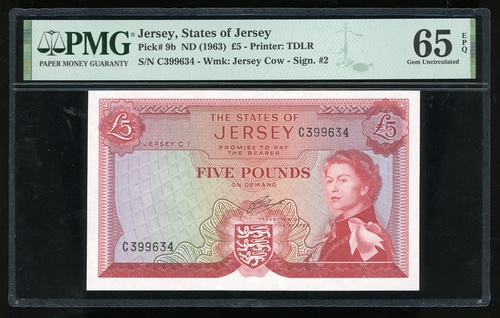 PMG
PAPER MONEY GUARANTY
Jersey, States of Jersey
Pick# 9b ND (1963) £5 - Printer: TDLR
S/N C399634 - Wmk: Jersey Cow - Sign. #2
65 EPQ
Gem Uncirculated
£5
THE STATES OF
JERSEY
C399634
£5
JERSEY, C.I.
PROMISE TO PAY
THE BEARER
FIVE POUNDS
ON DEMAND
C399634